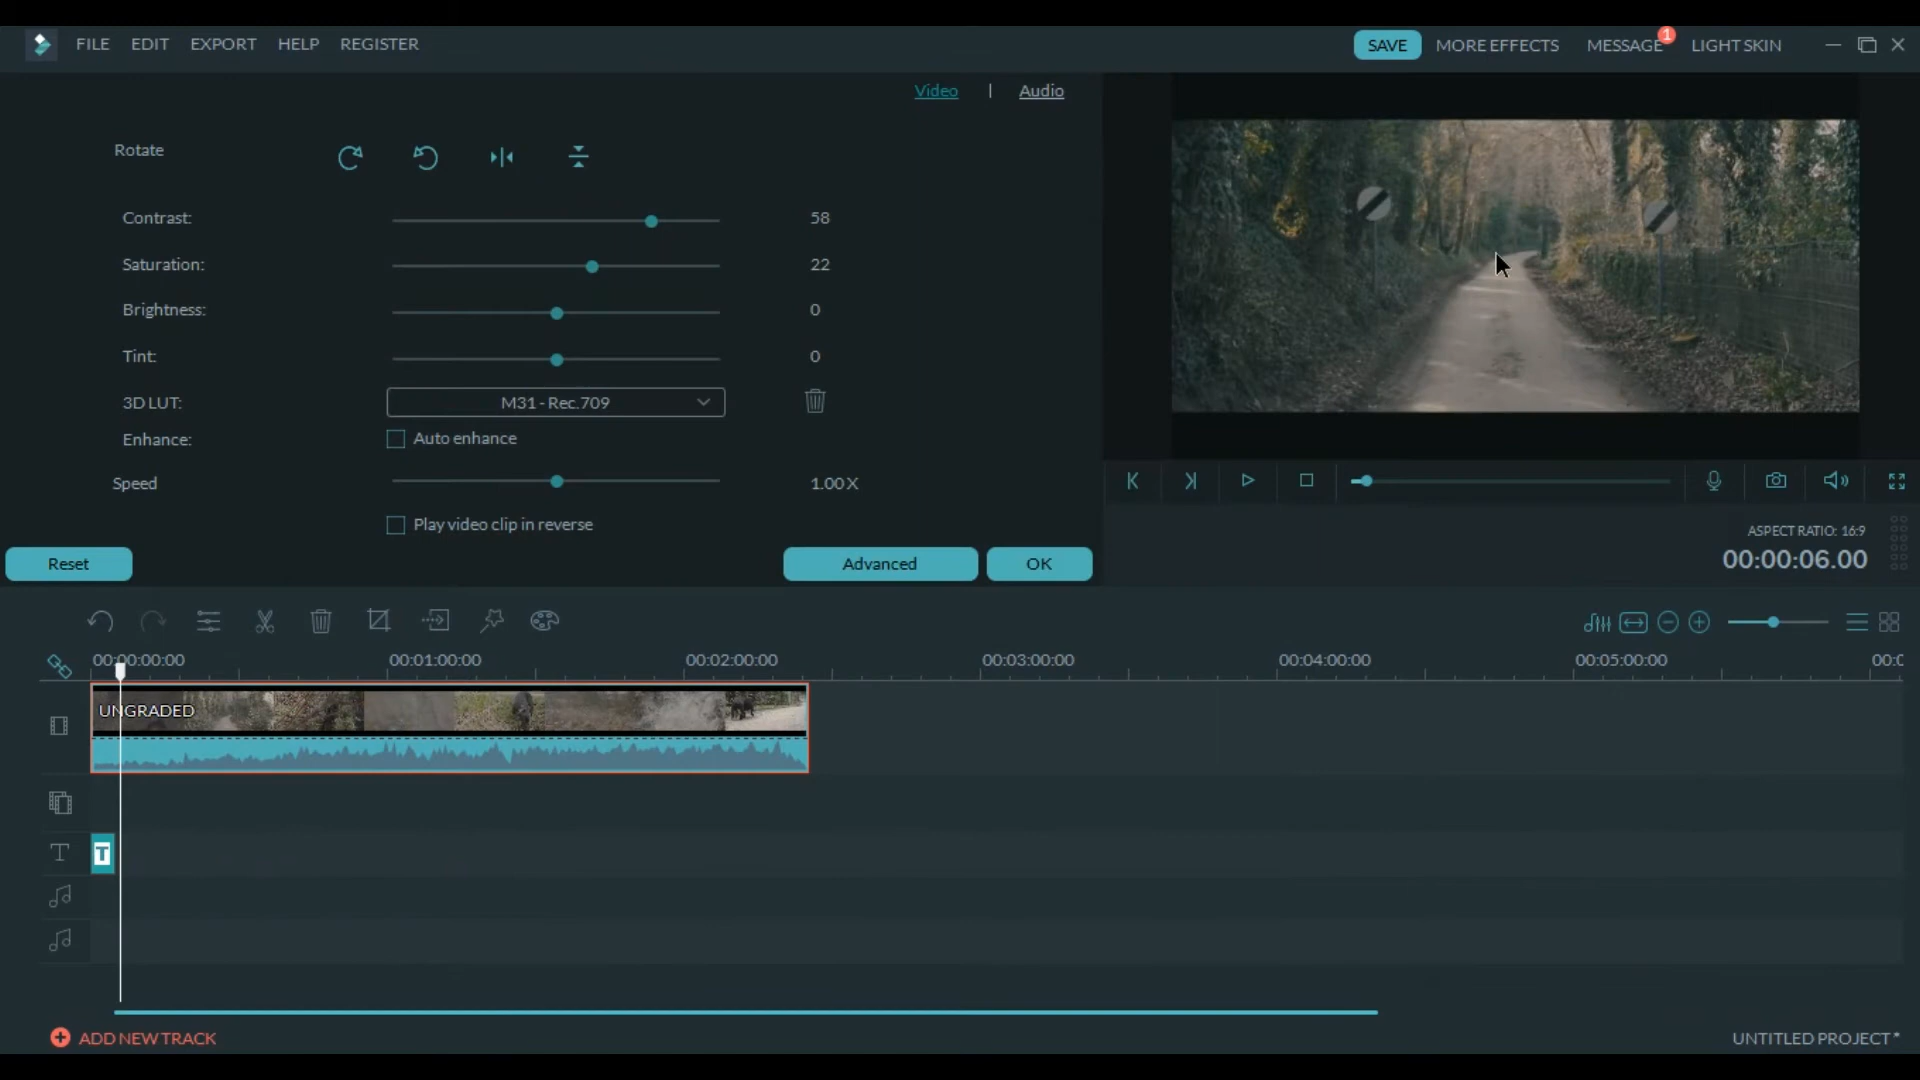 FILE EDIT EXPORT HELP REGISTER SAVE MORE EFFECTS MESSAGE 1 LIGHT SKIN
Video | Audio
Rotate
Contrast: 58
Saturation: 22
Brightness: 0
Tint: 0
3D LUT: M31 - Rec.709
Enhance: Auto enhance
Speed 1.00 X
Play video clip in reverse
Reset Advanced OK
ASPECT RATIO: 16:9
00:00:06.00
00:00:00:00 00:01:00:00 00:02:00:00 00:03:00:00 00:04:00:00 00:05:00:00
UNGRADED
T
T
ADD NEW TRACK
UNTITLED PROJECT *